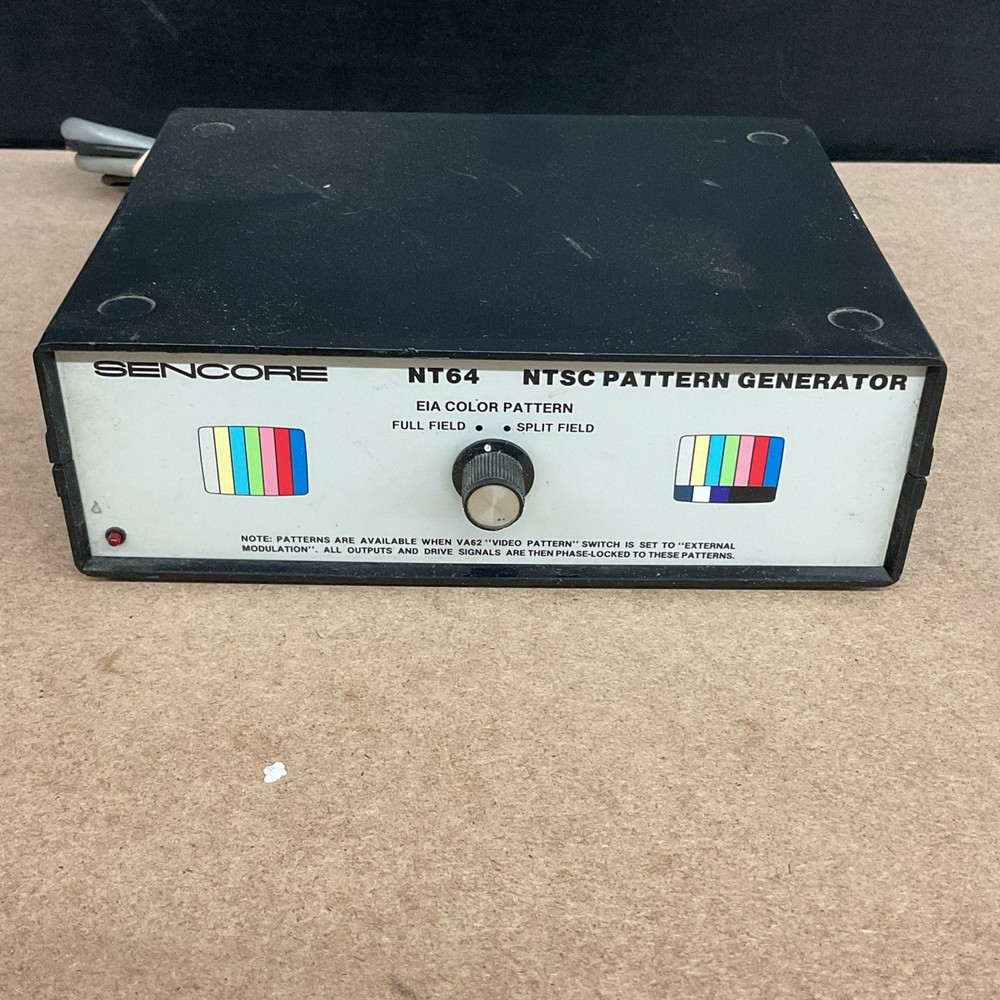 SENCORE NT64 NTSC PATTERN GENERATOR
EIA COLOR PATTERN
FULL FIELD • • SPLIT FIELD
NOTE: PATTERNS ARE AVAILABLE WHEN VA62 "VIDEO PATTERN" SWITCH IS SET TO "EXTERNAL
MODULATION". ALL OUTPUTS AND DRIVE SIGNALS ARE THEN PHASE-LOCKED TO THESE PATTERNS.